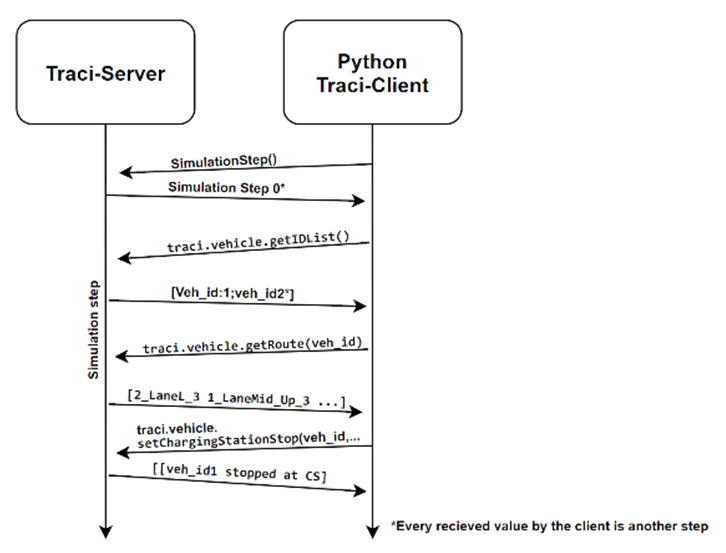 Traci-Server
Python
Traci-Client
SimulationStep()
Simulation Step 0*
traci.vehicle.getIDList()
[Veh_id:1;veh_id2*]
Simulation step
traci.vehicle.getRoute(veh_id)
[2_LaneL_3 1_LaneMid_Up_3 ...]
traci.vehicle.
setChargingStationStop(veh_id,...
[[veh_id1 stopped at CS]
*Every recieved value by the client is another step